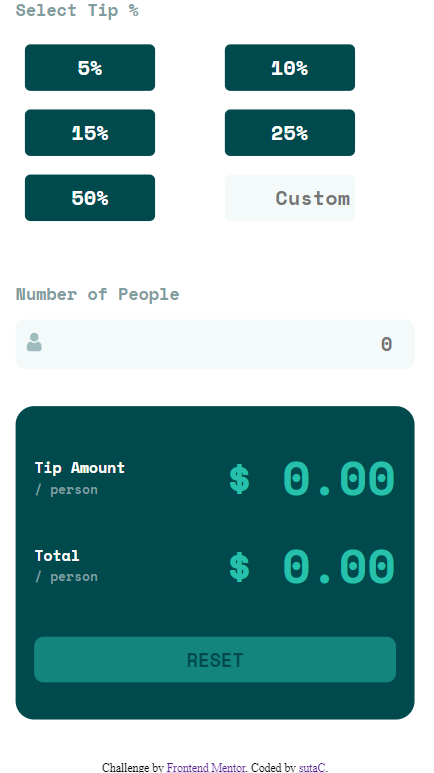 Select Tip %
5% 10%
15% 25%
50% Custom
Number of People
0
Tip Amount
/ person
$ 0.00
Total
/ person
$ 0.00
RESET
Challenge by Frontend Mentor. Coded by sutaC.